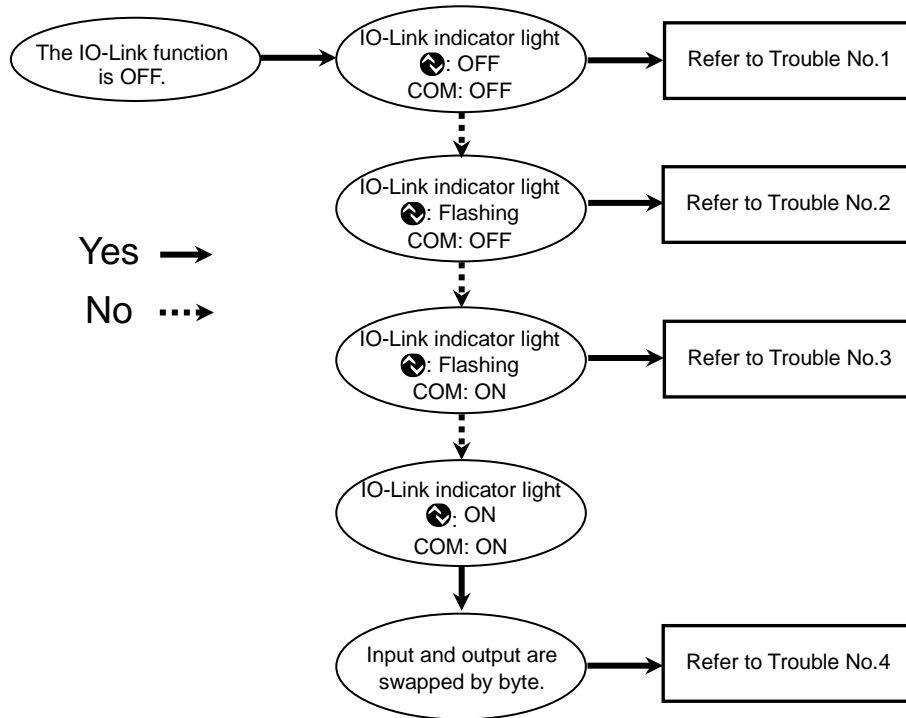 The IO-Link function
is OFF.
IO-Link indicator light
: OFF
COM: OFF
Refer to Trouble No.1
IO-Link indicator light
: Flashing
COM: OFF
Refer to Trouble No.2
Yes
No
IO-Link indicator light
: Flashing
COM: ON
Refer to Trouble No.3
IO-Link indicator light
: ON
COM: ON
Input and output are
swapped by byte.
Refer to Trouble No.4